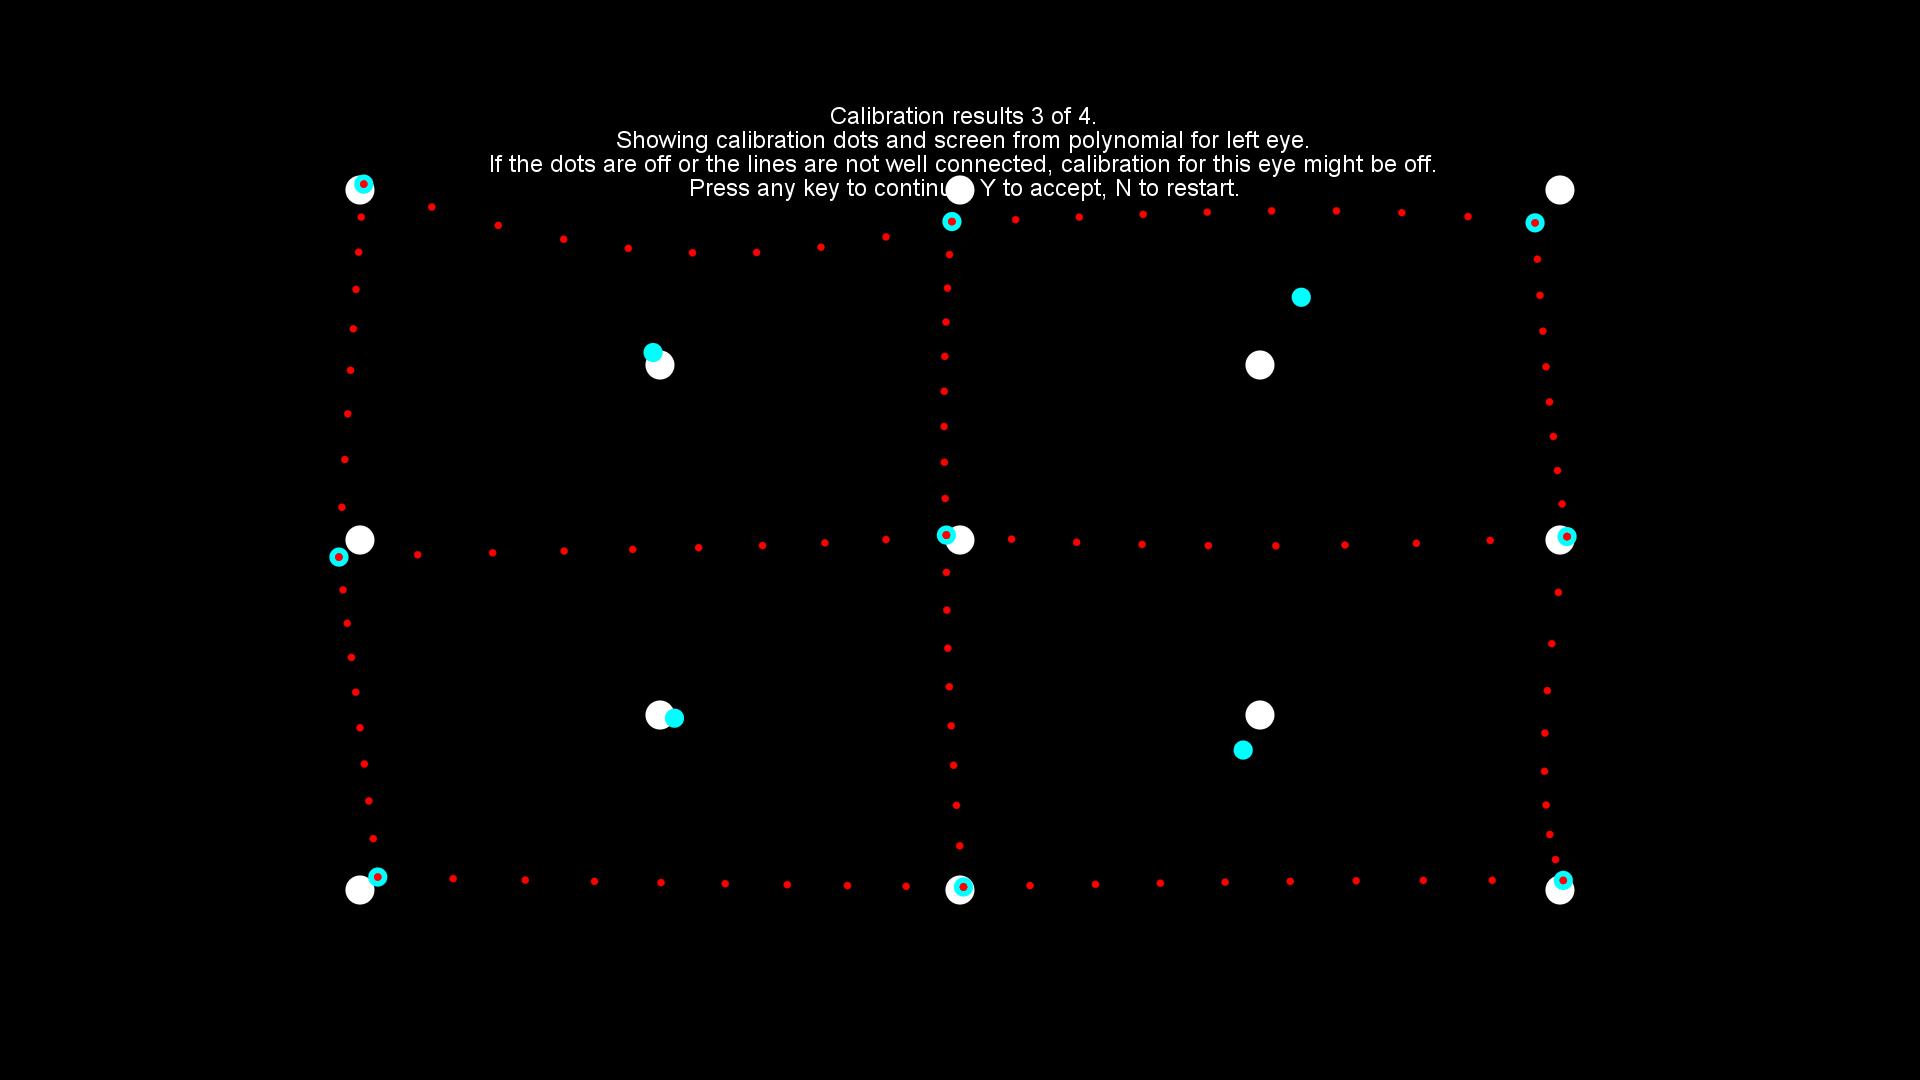 Calibration results 3 of 4.
Showing calibration dots and screen from polynomial for left eye.
If the dots are off or the lines are not well connected, calibration for this eye might be off.
Press any key to continu Y to accept, N to restart.